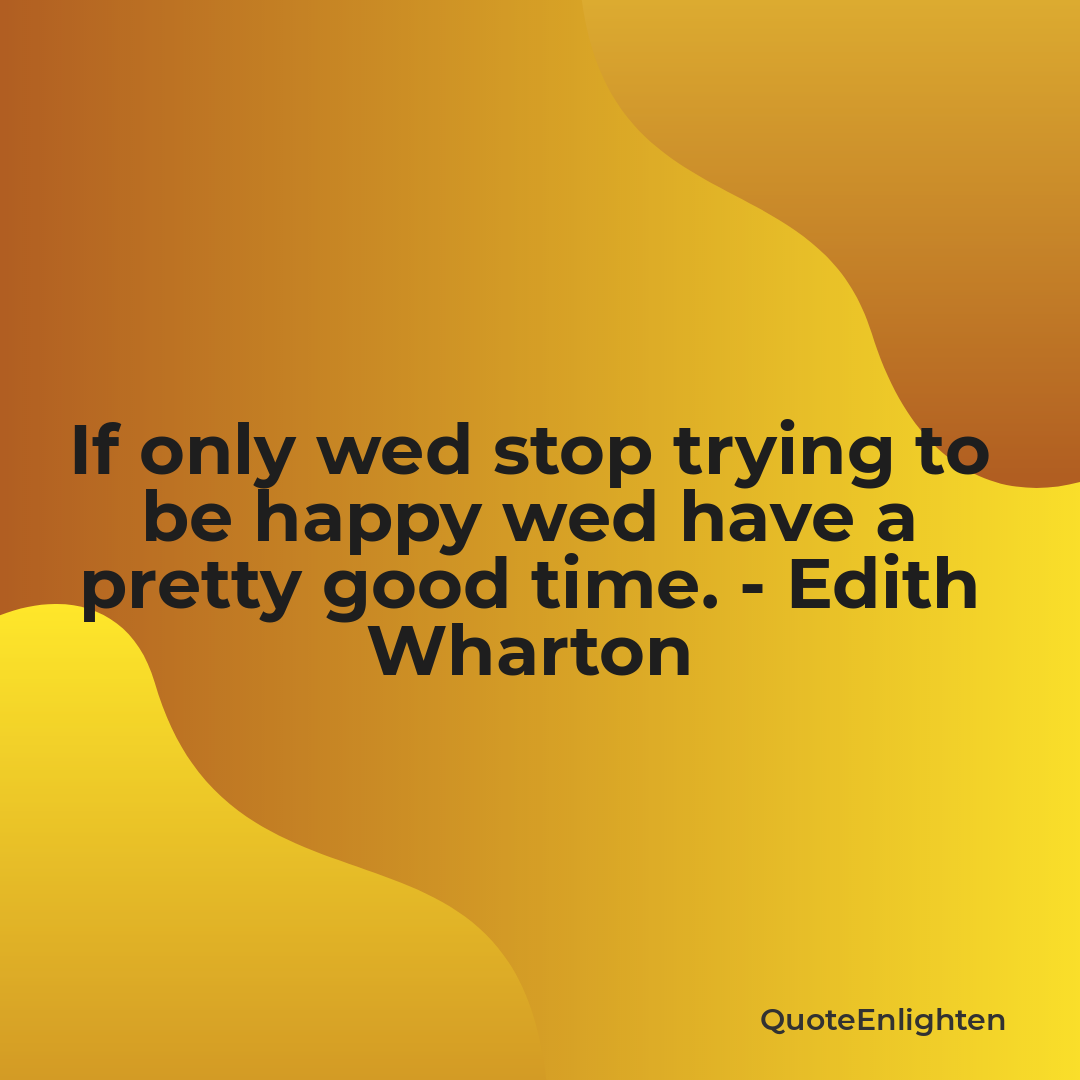 If only wed stop trying to
be happy wed have a
pretty good time. - Edith
Wharton
QuoteEnlighten